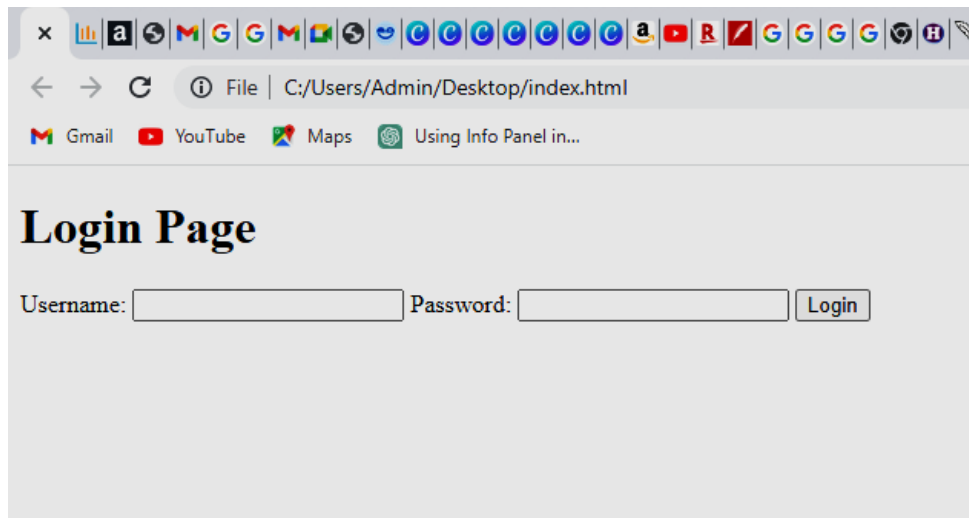 File C:/Users/Admin/Desktop/index.html
Gmail YouTube Maps Using Info Panel in...
Login Page
Username: Password: Login